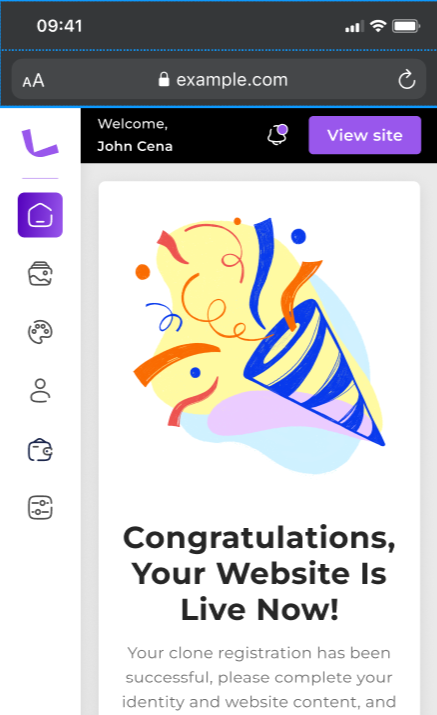 09:41
AA
example.com
Welcome,
John Cena
View site
Congratulations,
Your Website Is
Live Now!
Your clone registration has been
successful, please complete your
identity and website content, and